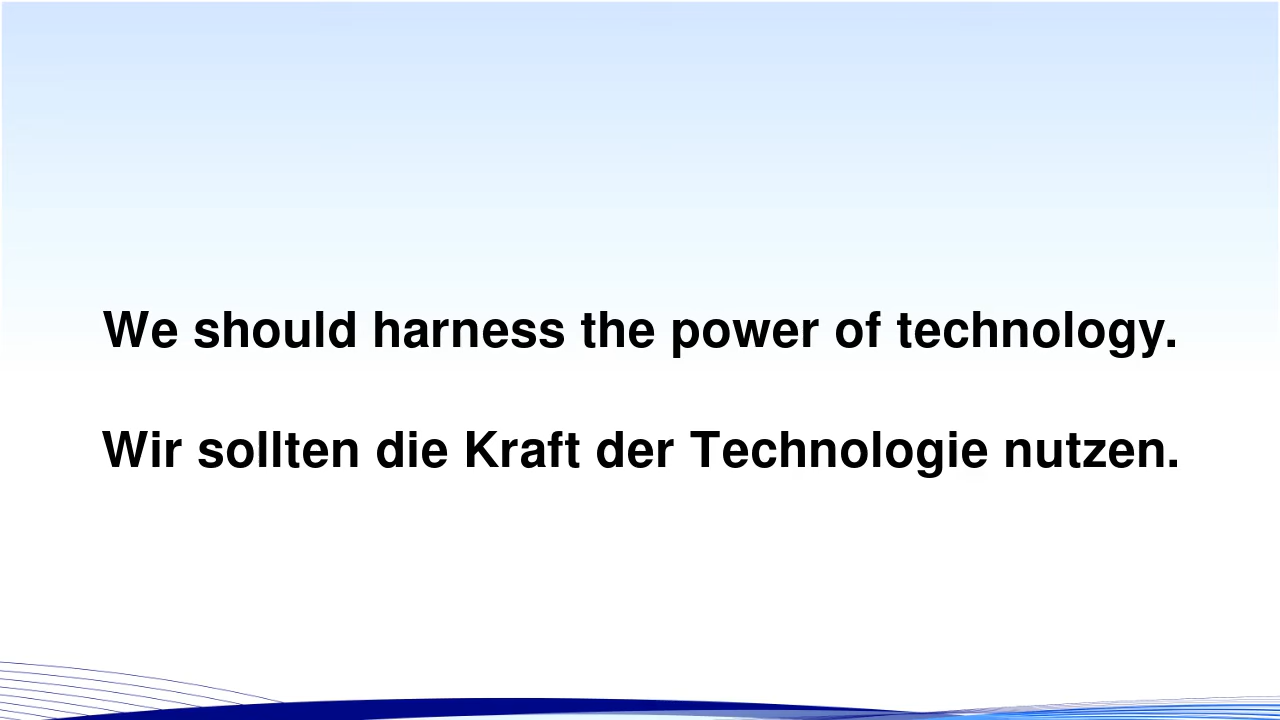 We should harness the power of technology.
Wir sollten die Kraft der Technologie nutzen.